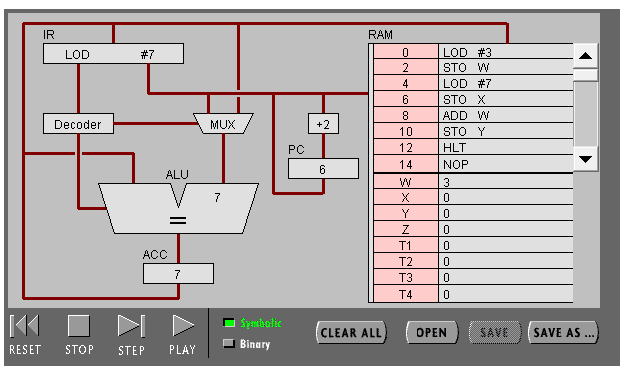 IR
RAM
LOD #7
0 LOD #3
2 STO W
4 LOD #7
6 STO X
8 ADD W
10 STO Y
12 HLT
14 NOP
W 3
X 0
Y 0
Z 0
T1 0
T2 0
T3 0
T4 0
Decoder
MUX
+2
PC
6
ALU
7
=
ACC
7
RESET
STOP
STEP
PLAY
Symbolic
Binary
CLEAR ALL
OPEN
SAVE
SAVE AS ...